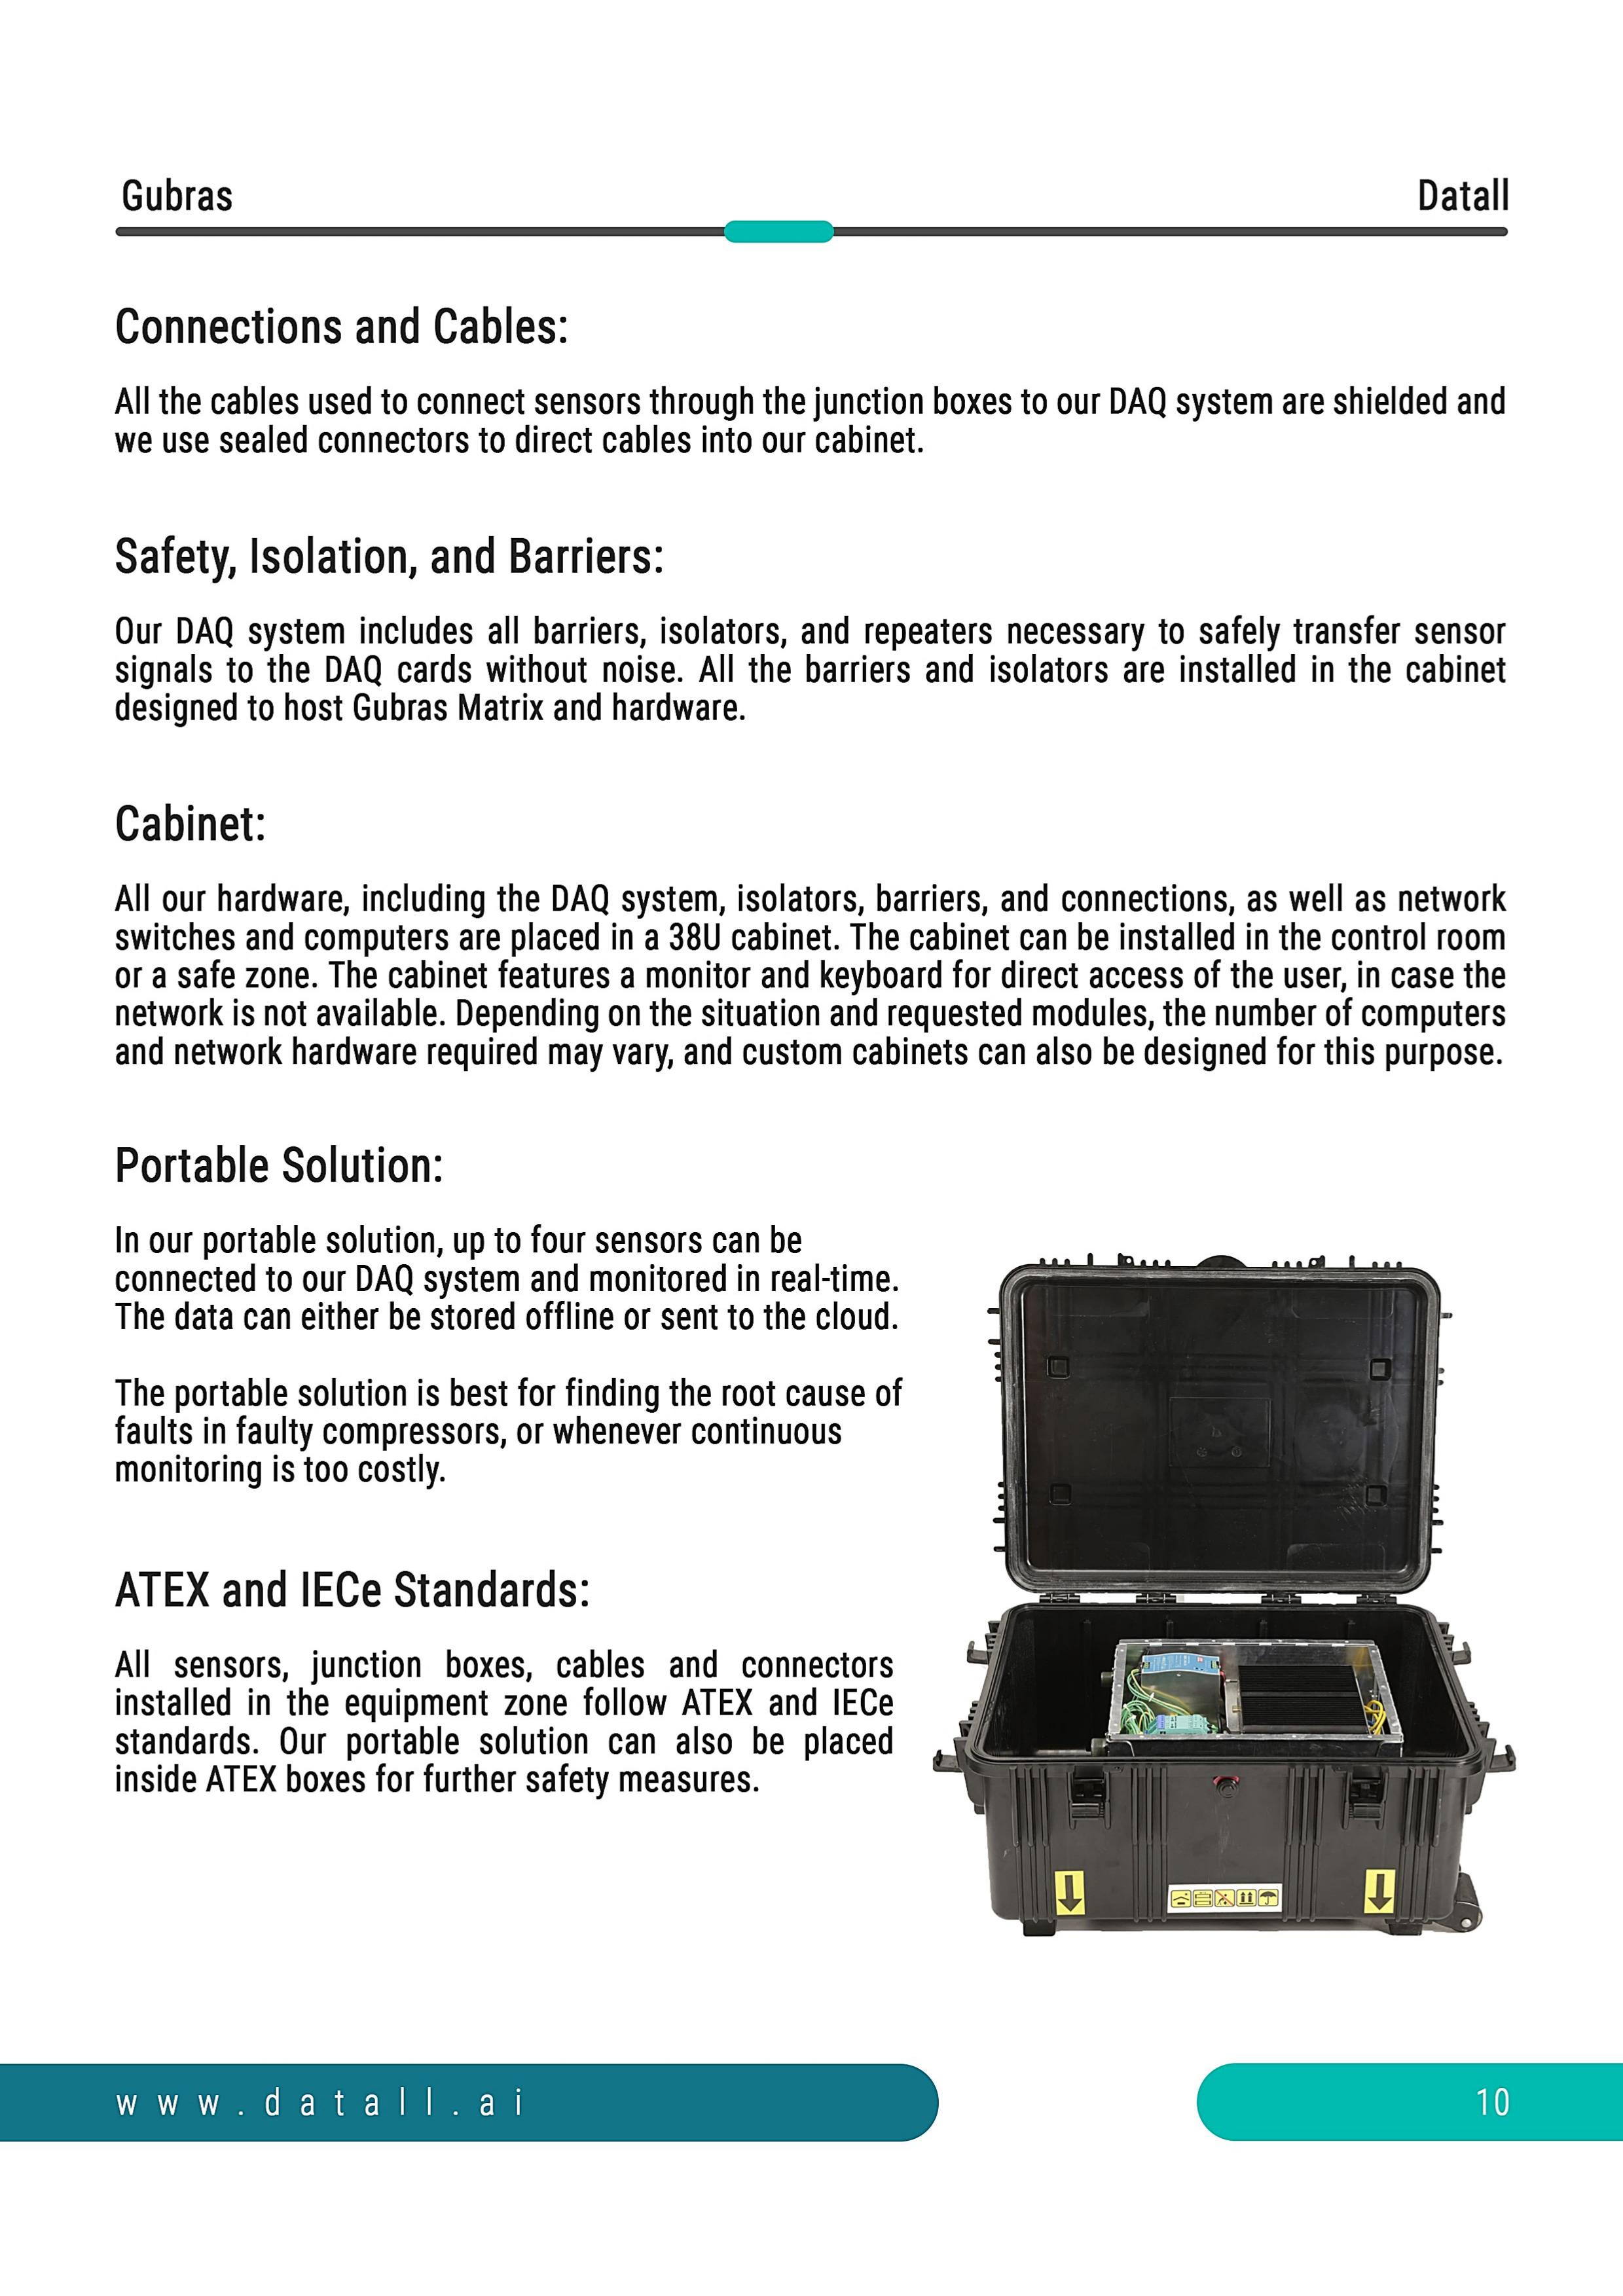 Gubras
Datall
Connections and Cables:
All the cables used to connect sensors through the junction boxes to our DAQ system are shielded and
we use sealed connectors to direct cables into our cabinet.
Safety, Isolation, and Barriers:
Our DAQ system includes all barriers, isolators, and repeaters necessary to safely transfer sensor
signals to the DAQ cards without noise. All the barriers and isolators are installed in the cabinet
designed to host Gubras Matrix and hardware.
Cabinet:
All our hardware, including the DAQ system, isolators, barriers, and connections, as well as network
switches and computers are placed in a 38U cabinet. The cabinet can be installed in the control room
or a safe zone. The cabinet features a monitor and keyboard for direct access of the user, in case the
network is not available. Depending on the situation and requested modules, the number of computers
and network hardware required may vary, and custom cabinets can also be designed for this purpose.
Portable Solution:
In our portable solution, up to four sensors can be
connected to our DAQ system and monitored in real-time.
The data can either be stored offline or sent to the cloud.
The portable solution is best for finding the root cause of
faults in faulty compressors, or whenever continuous
monitoring is too costly.
ATEX and IECe Standards:
All sensors, junction boxes, cables and connectors
installed in the equipment zone follow ATEX and IECe
standards. Our portable solution can also be placed
inside ATEX boxes for further safety measures.
www.datall.ai
10